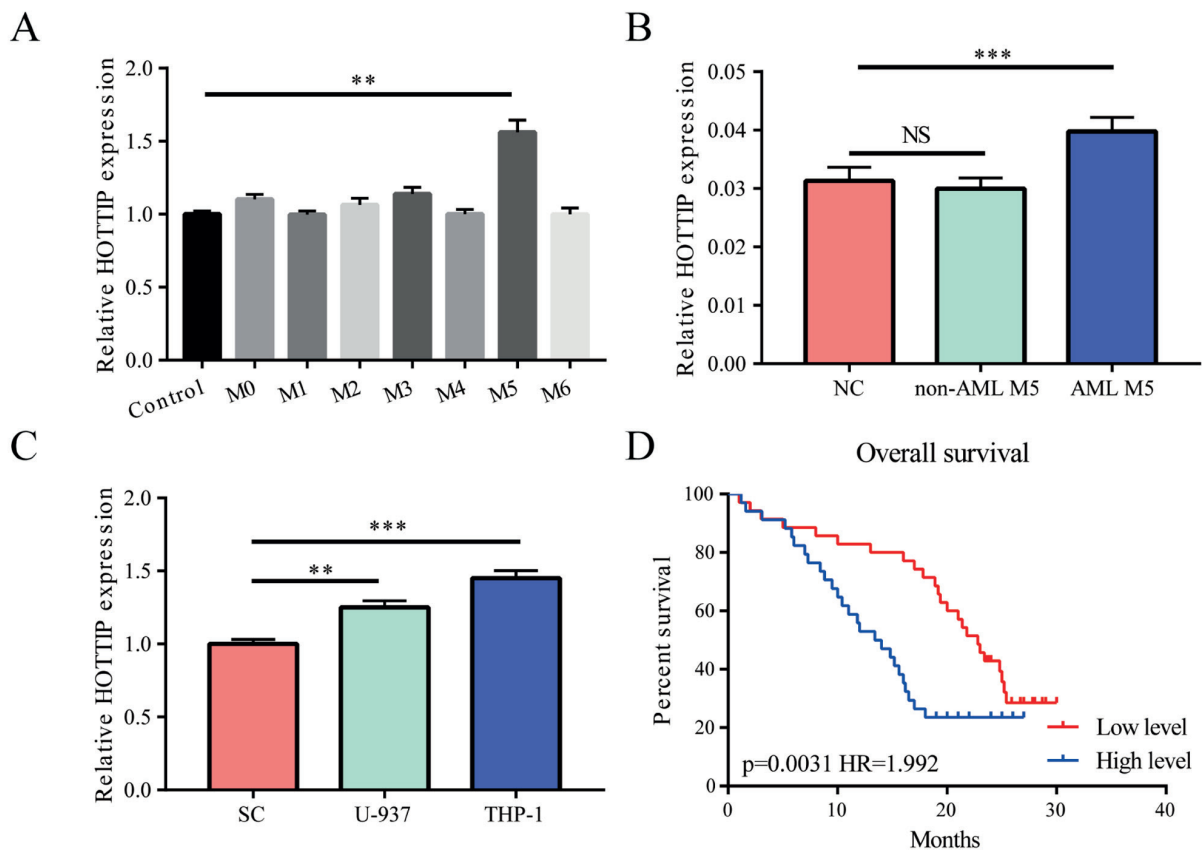 A
Relative HOTTIP expression
2.0
1.5
1.0
0.5
0.0
**
Control
M0
M1
M2
M3
M4
M5
M6
B
Relative HOTTIP expression
0.05
0.04
0.03
0.02
0.01
0.00
***
NS
NC
non-AML M5
AML M5
C
Relative HOTTIP expression
2.0
1.5
1.0
0.5
0.0
***
**
SC
U-937
THP-1
D
Overall survival
Percent survival
100
80
60
40
20
0
Low level
High level
p=0.0031 HR=1.992
0
10
20
30
40
Months